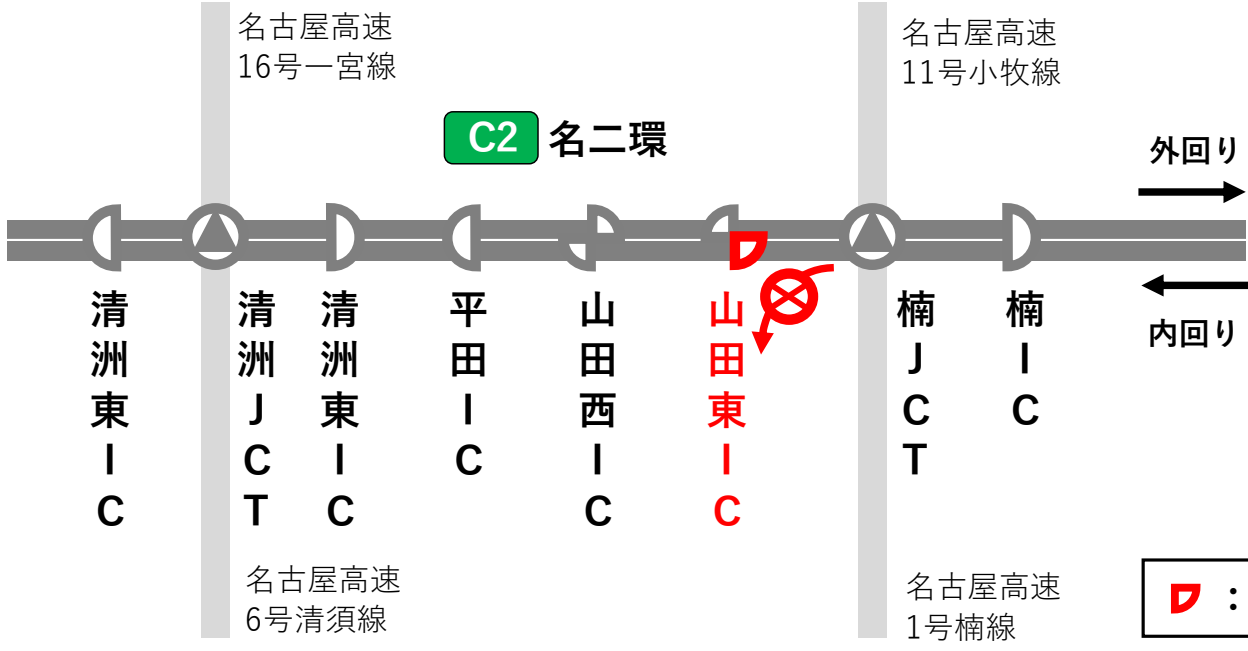 名古屋高速
16号一宮線
名古屋高速
11号小牧線
C2 名二環
外回り
内回り
清洲東IC
清洲JCT
清洲東IC
平田IC
山田西IC
山田東IC
楠JCT
楠IC
名古屋高速
6号清須線
名古屋高速
1号楠線
：